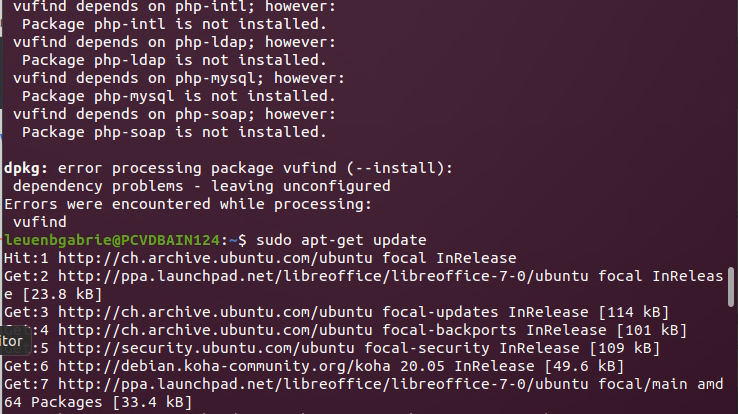 vufind depends on php-intl; however:
Package php-intl is not installed.
vufind depends on php-ldap; however:
Package php-ldap is not installed.
vufind depends on php-mysql; however:
Package php-mysql is not installed.
vufind depends on php-soap; however:
Package php-soap is not installed.
dpkg: error processing package vufind (--install):
dependency problems - leaving unconfigured
Errors were encountered while processing:
vufind
leuenbgabrie@PCVDBAIN124:~$ sudo apt-get update
Hit:1 http://ch.archive.ubuntu.com/ubuntu focal InRelease
Get:2 http://ppa.launchpad.net/libreoffice/libreoffice-7-0/ubuntu focal InReleas
e [23.8 kB]
Get:3 http://ch.archive.ubuntu.com/ubuntu focal-updates InRelease [114 kB]
:4 http://ch.archive.ubuntu.com/ubuntu focal-backports InRelease [101 kB]
itor
:5 http://security.ubuntu.com/ubuntu focal-security InRelease [109 kB]
Get:6 http://debian.koha-community.org/koha 20.05 InRelease [49.6 kB]
Get:7 http://ppa.launchpad.net/libreoffice/libreoffice-7-0/ubuntu focal/main amd
64 Packages [33.4 kB]